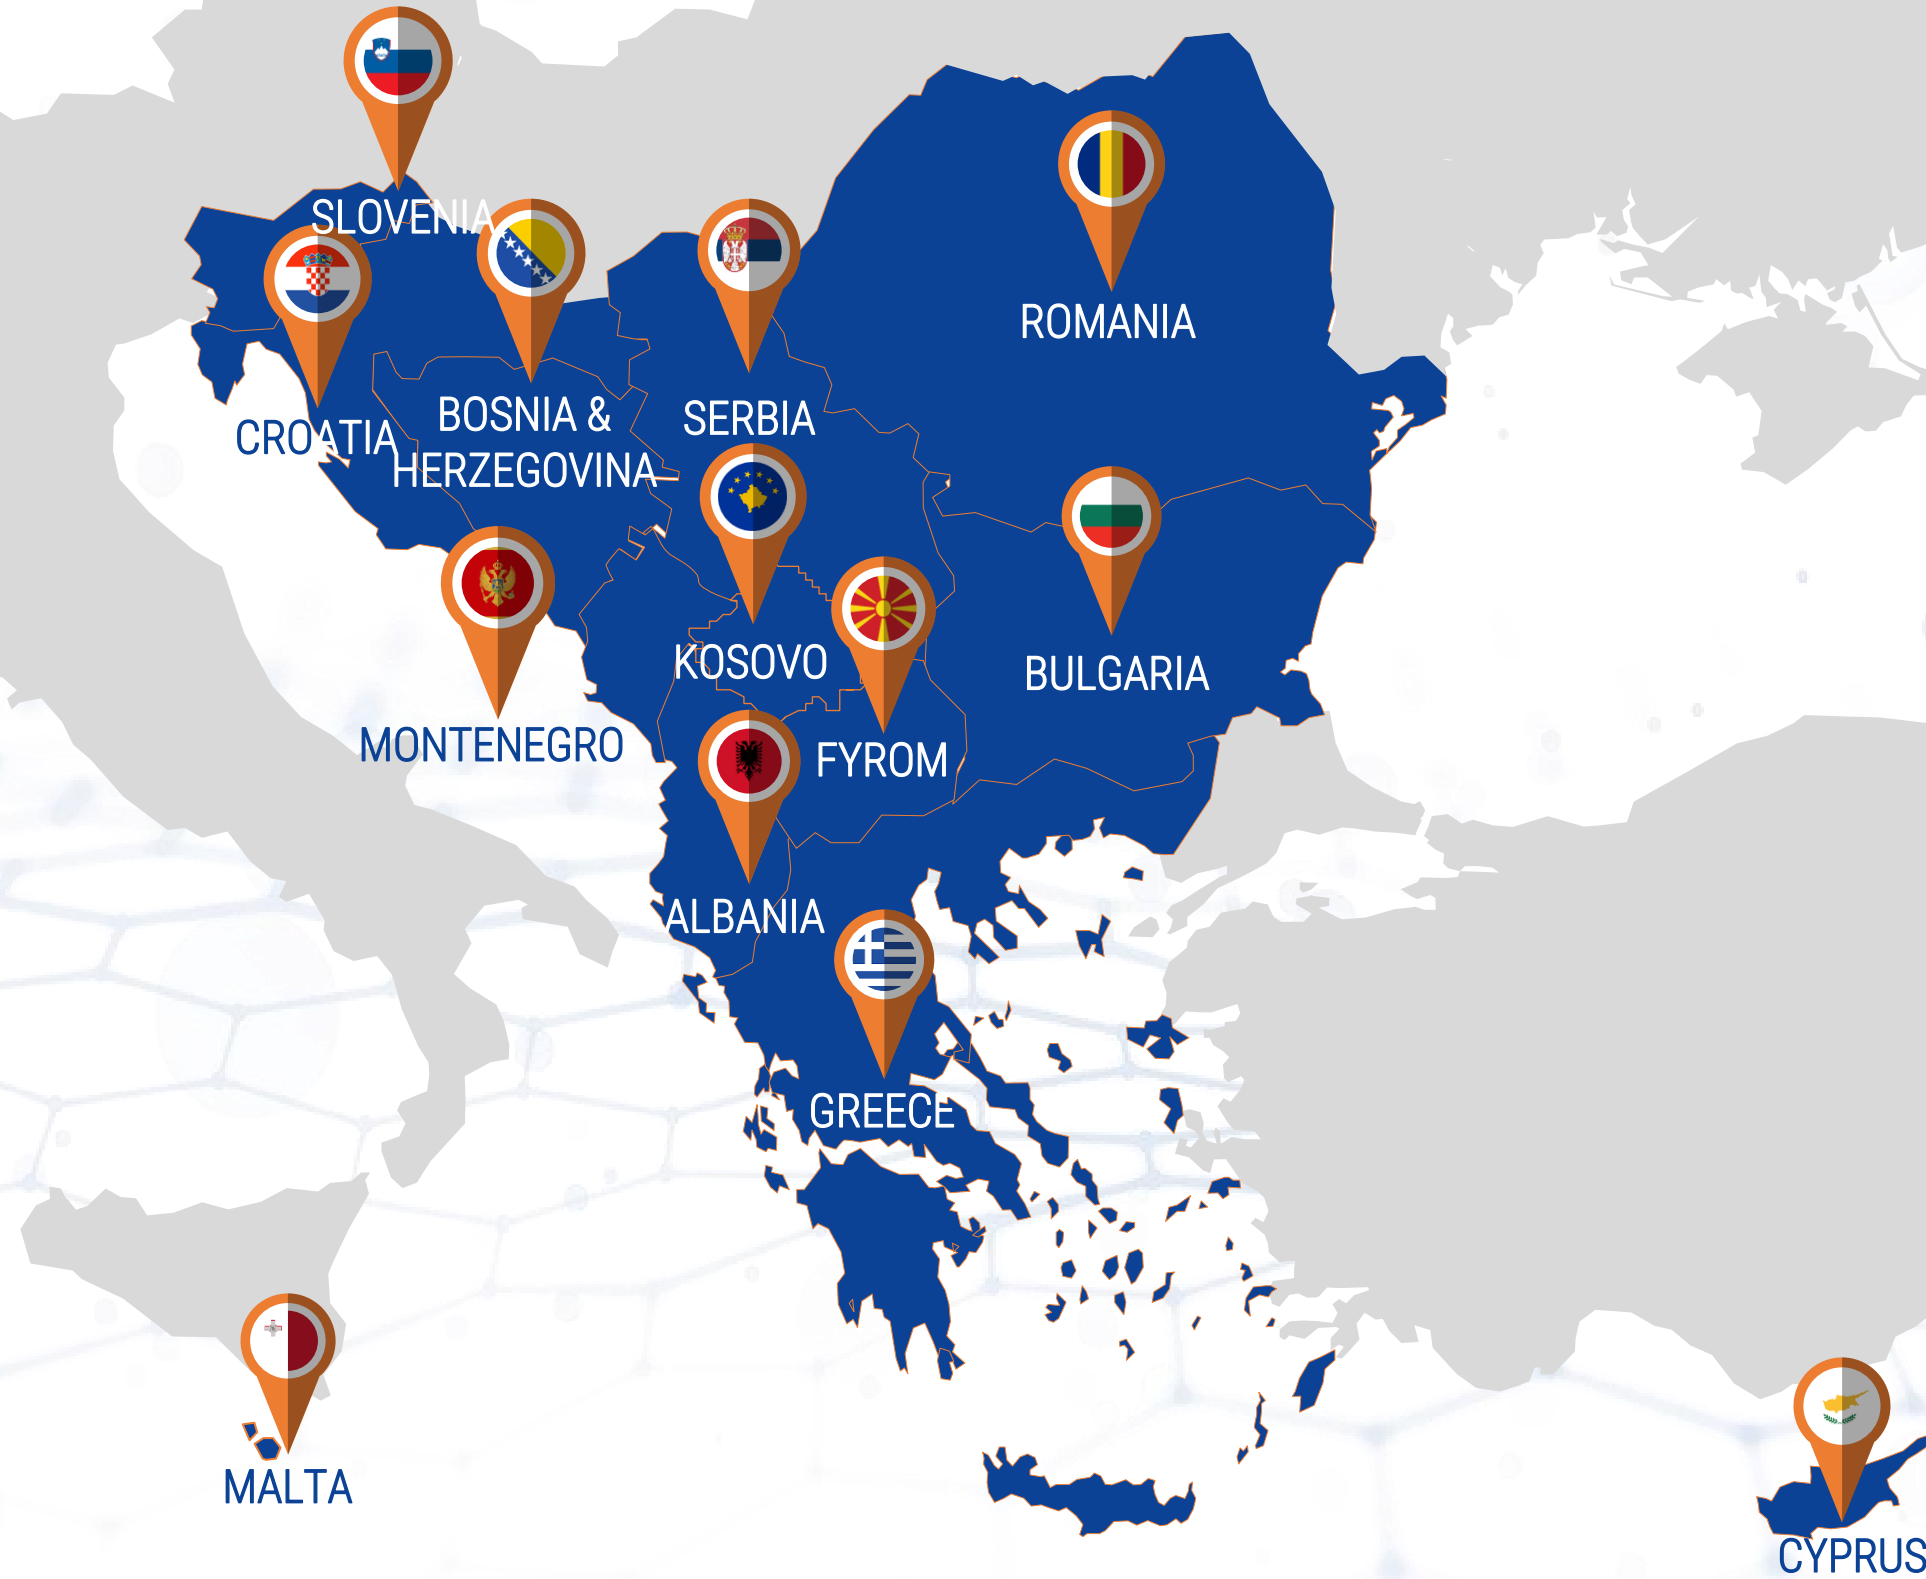 SLOVENIA
ROMANIA
CROATIA
BOSNIA &
HERZEGOVINA
SERBIA
KOSOVO
BULGARIA
MONTENEGRO
FYROM
ALBANIA
GREECE
MALTA
CYPRUS